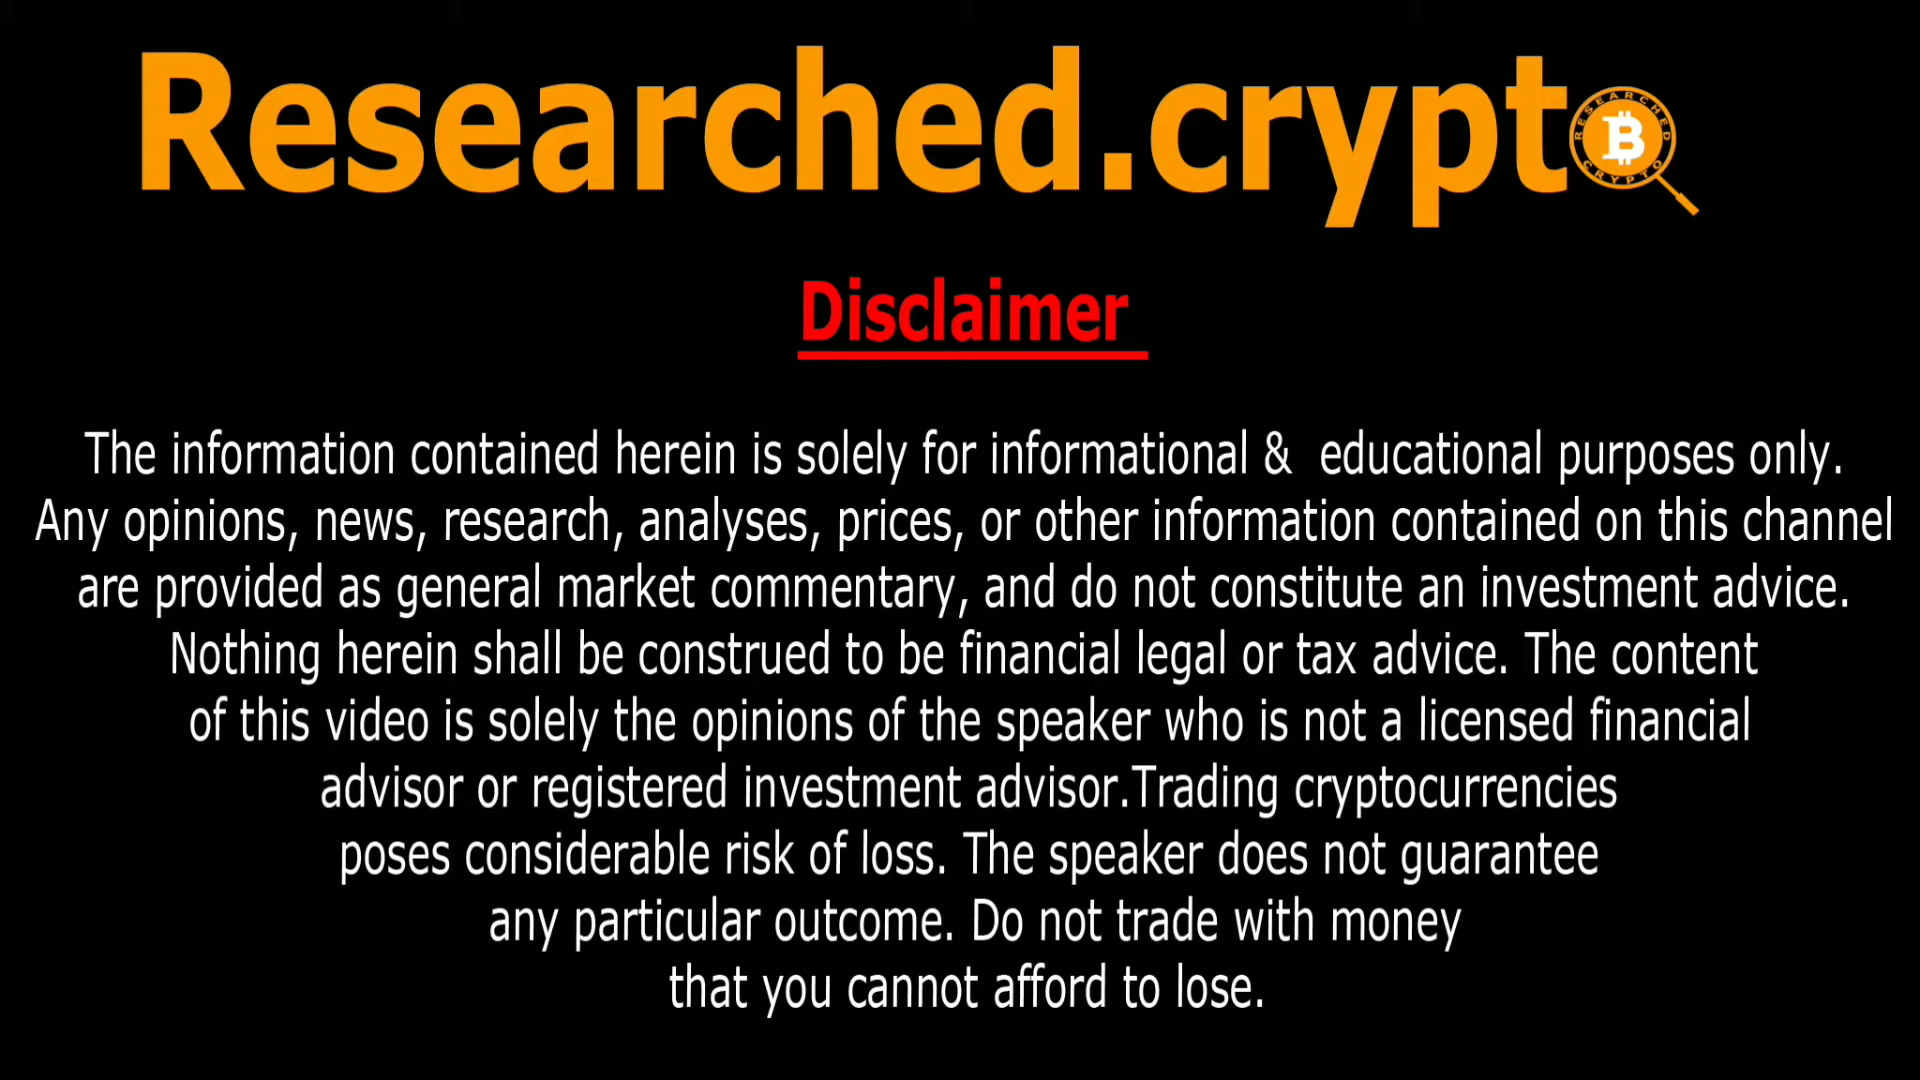 Researched.crypto
RESEARCHED
CRYPTO
Disclaimer
The information contained herein is solely for informational &  educational purposes only.
Any opinions, news, research, analyses, prices, or other information contained on this channel
are provided as general market commentary, and do not constitute an investment advice.
Nothing herein shall be construed to be financial legal or tax advice. The content
of this video is solely the opinions of the speaker who is not a licensed financial
advisor or registered investment advisor.Trading cryptocurrencies
poses considerable risk of loss. The speaker does not guarantee
any particular outcome. Do not trade with money
that you cannot afford to lose.